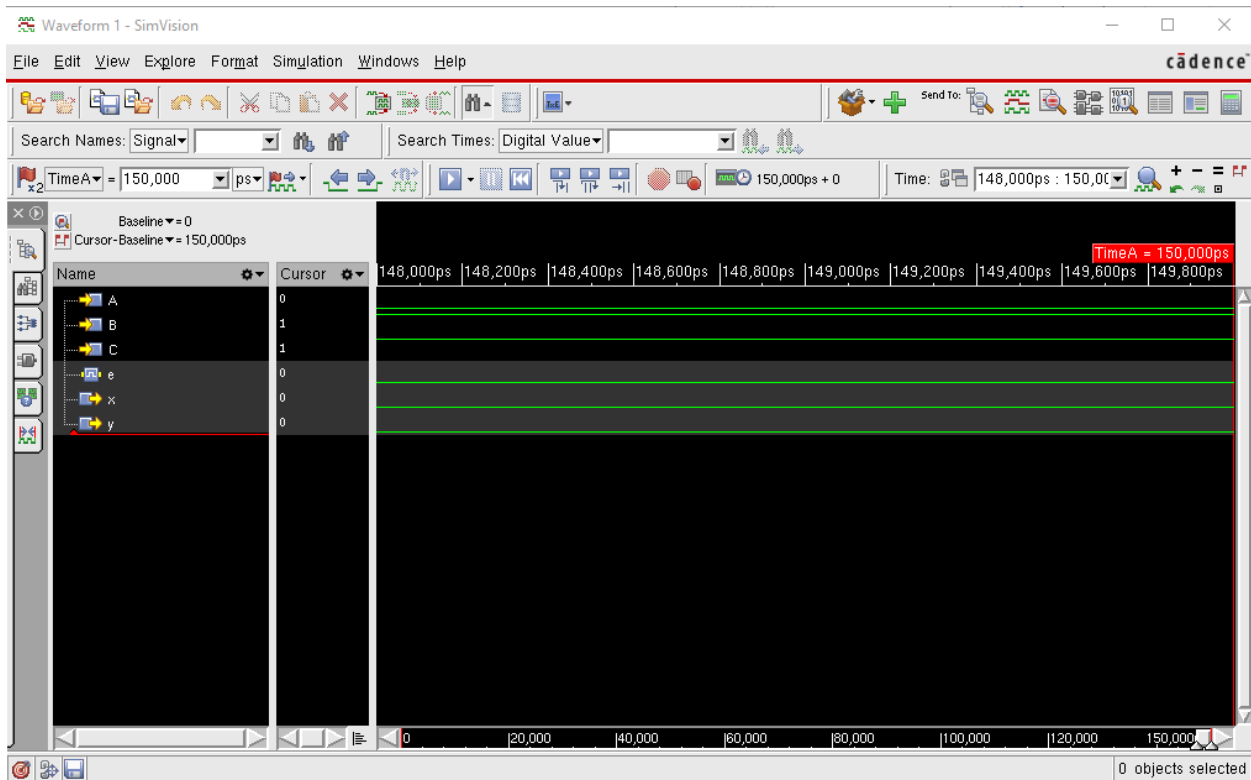 Waveform 1 - SimVision
File Edit View Explore Format Simulation Windows Help cādence
Send To:
Search Names: Signal Search Times: Digital Value
x2 TimeA = 150,000 ps 150,000ps + 0 Time: 148,000ps : 150,0
Baseline = 0
Cursor-Baseline = 150,000ps
TimeA = 150,000ps
Name Cursor 148,000ps 148,200ps 148,400ps 148,600ps 148,800ps 149,000ps 149,200ps 149,400ps 149,600ps 149,800ps
A 0
B 1
C 1
e 0
x 0
y 0
0 20,000 40,000 60,000 80,000 100,000 120,000 150,000
0 objects selected